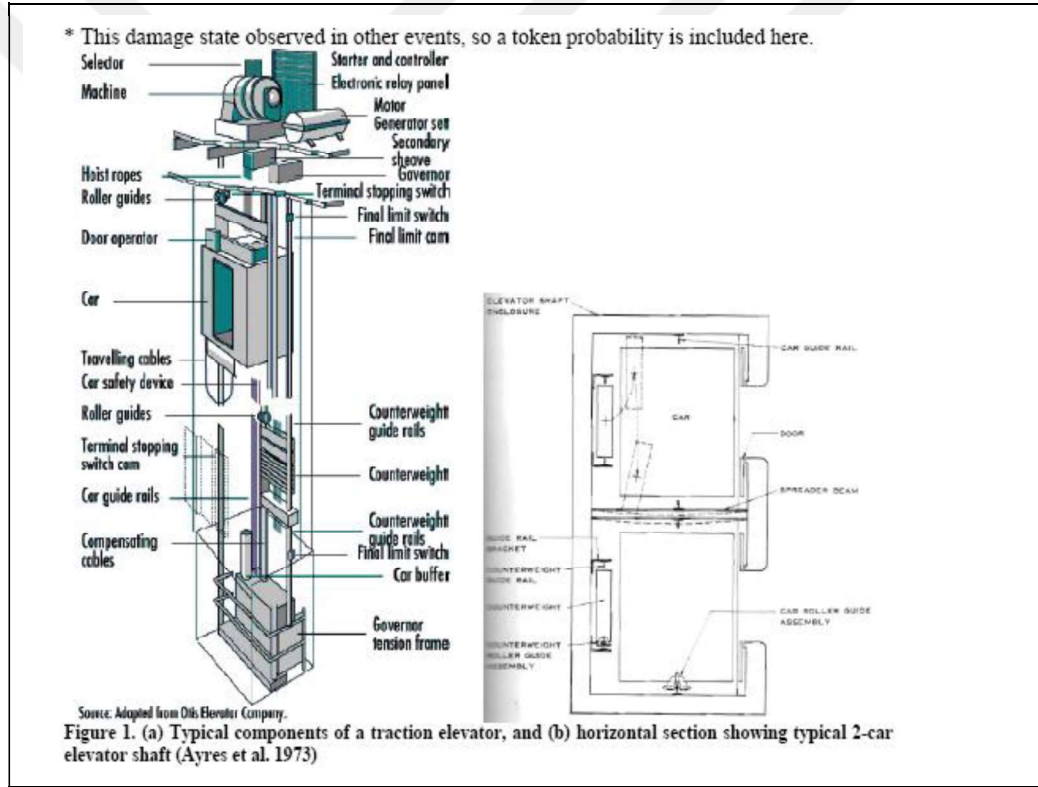 * This damage state observed in other events, so a token probability is included here.
Selector
Machine
Hoist ropes
Roller guides
Door operator
Car
Travelling cables
Car safety device
Roller guides
Terminal stopping
switch cam
Car guide rails
Compensating
cables
Starter and controller
Electronic relay panel
Motor
Generator set
Secondary
sheave
Governor
Terminal stopping switch
Final limit switch
Final limit cam
Counterweight
guide rails
Counterweight
Counterweight
guide rails
Final limit switch
Car buffer
Governor
tension frame
Source: Adapted from Otis Elevator Company.
ELEVATOR SHAFT
ENCLOSURE
GUIDE RAIL
BRACKET
COUNTERWEIGHT
GUIDE RAIL
COUNTERWEIGHT
COUNTERWEIGHT
ROLLER GUIDE
ASSEMBLY
CAR
CAR GUIDE RAIL
DOOR
SPREADER BEAM
CAR ROLLER GUIDE
ASSEMBLY
Figure 1. (a) Typical components of a traction elevator, and (b) horizontal section showing typical 2-car
elevator shaft (Ayres et al. 1973)